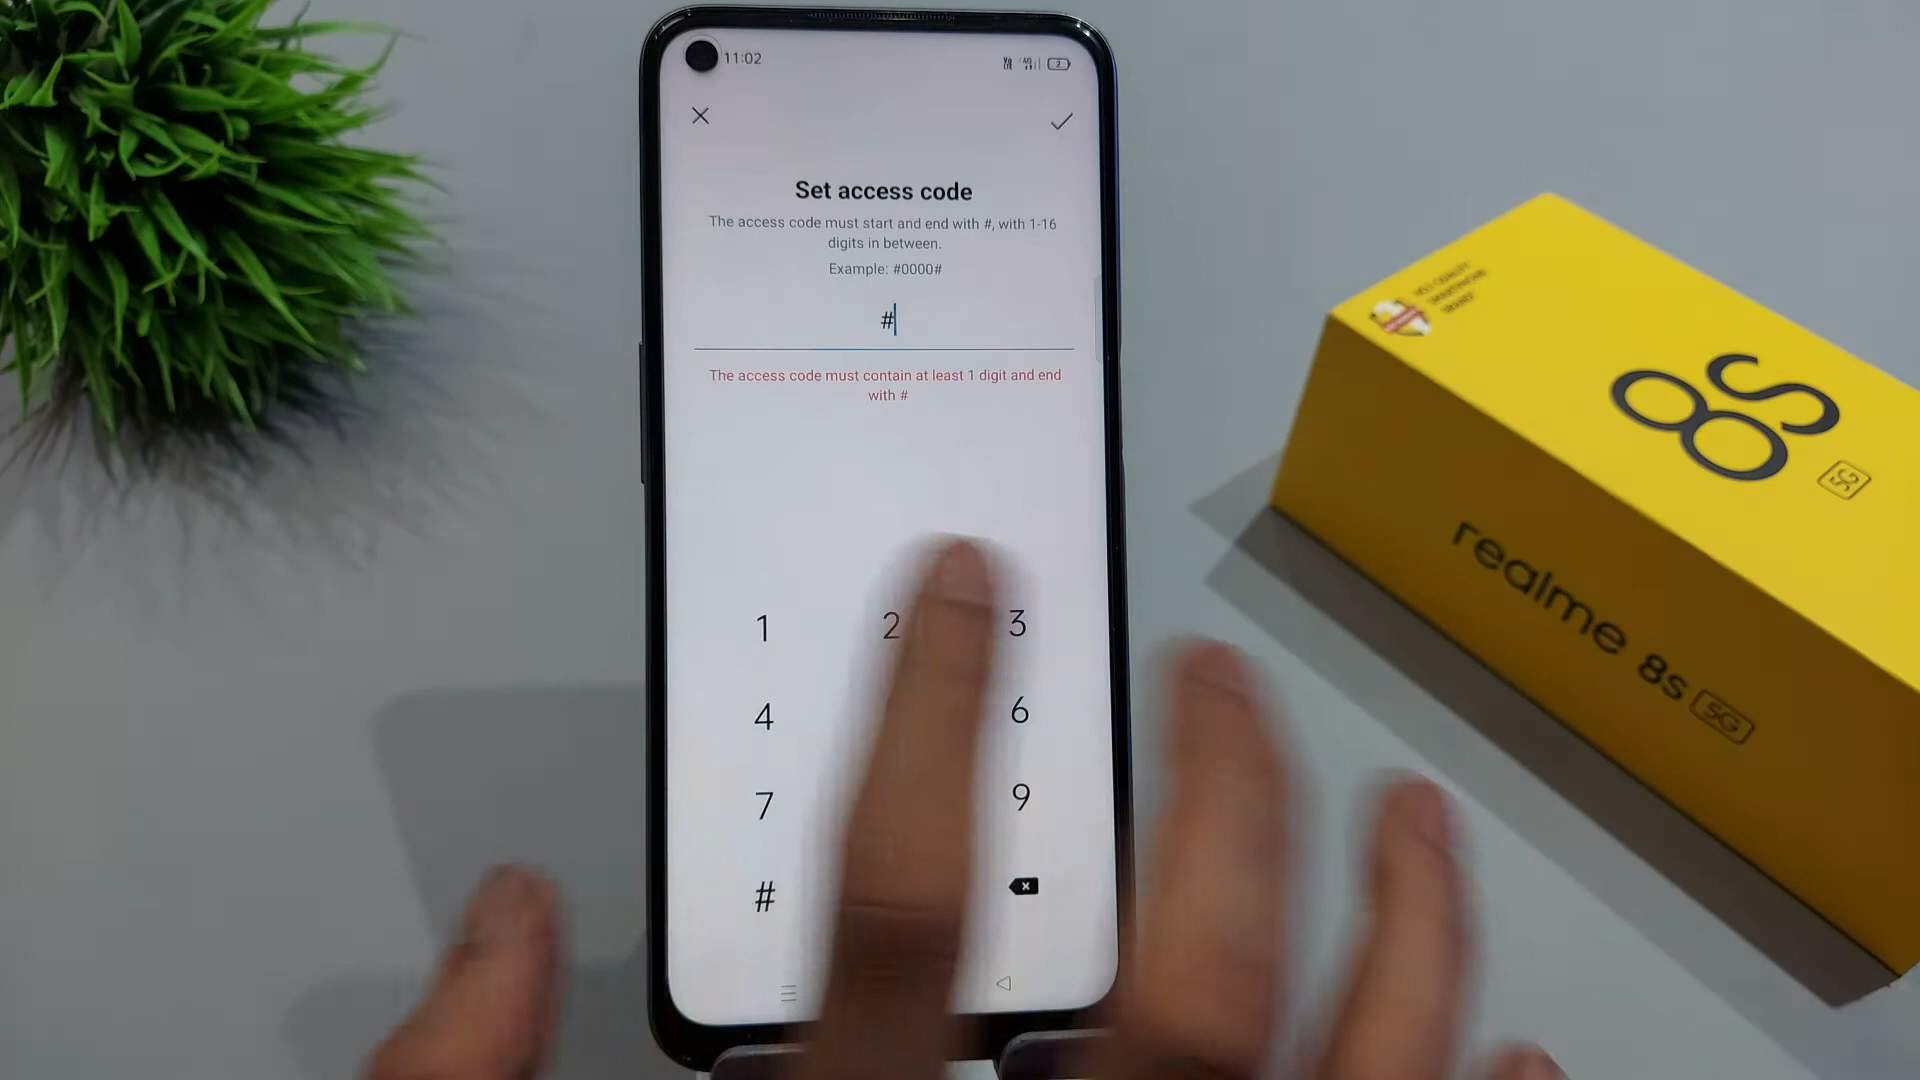 11:02
Set access code
The access code must start and end with #, with 1-16
digits in between.
Example: #0000#
#
The access code must contain at least 1 digit and end
with #
1 2 3
4 6
7 9
#
8s
5G
realme 8s 5G